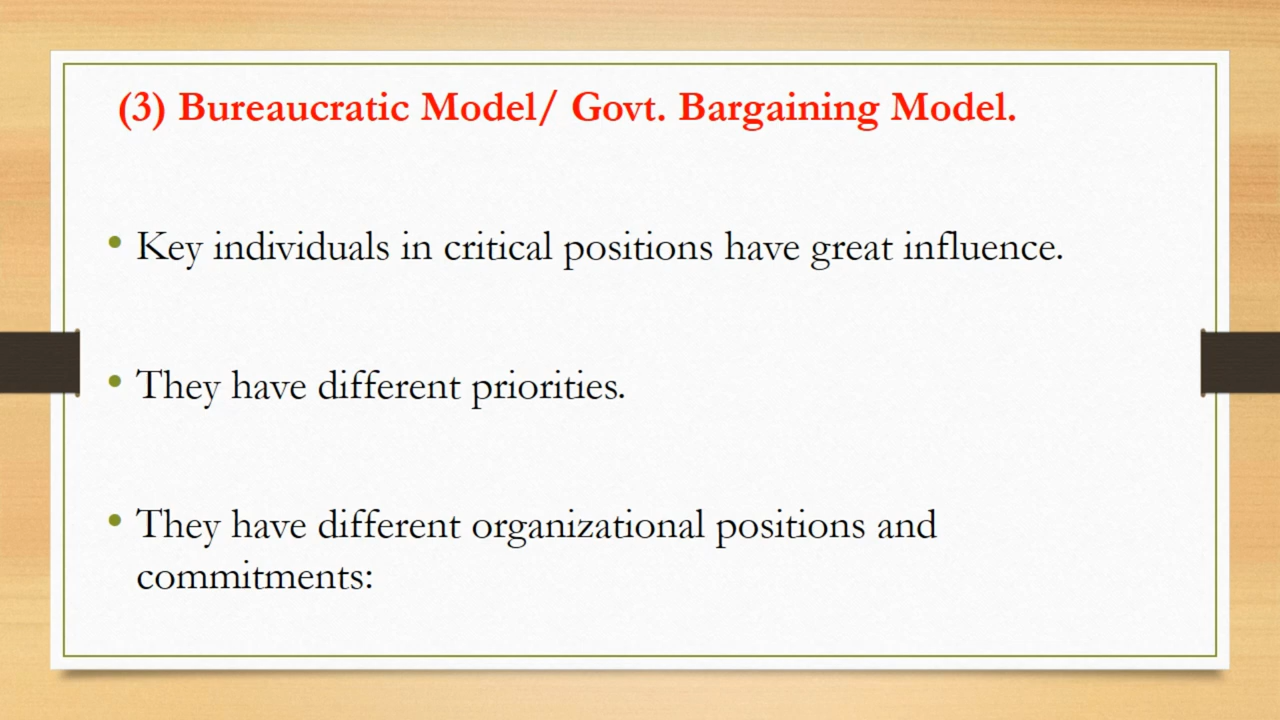 (3) Bureaucratic Model/ Govt. Bargaining Model.
• Key individuals in critical positions have great influence.
• They have different priorities.
• They have different organizational positions and
commitments: